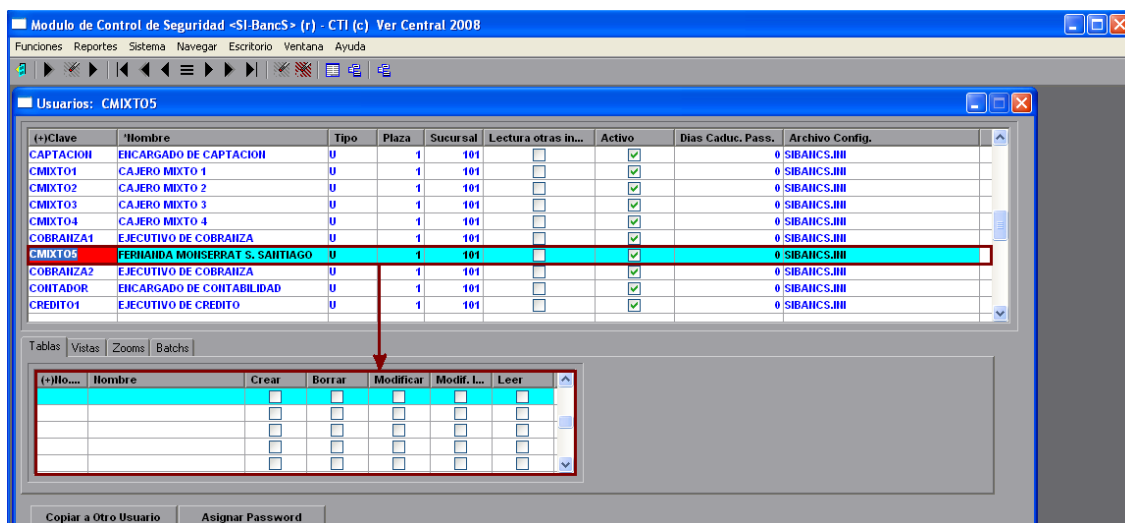 Modulo de Control de Seguridad <SI-BancS> (r) - CTI (c) Ver Central 2008
Funciones Reportes Sistema Navegar Escritorio Ventana Ayuda
Usuarios: CMIXTO5
(+)Clave *Nombre Tipo Plaza Sucursal Lectura otras in... Activo Dias Caduc. Pass. Archivo Config.
CAPTACION ENCARGADO DE CAPTACION U 1 101 0 SIBANCS.INI
CMIXTO1 CAJERO MIXTO 1 U 1 101 0 SIBANCS.INI
CMIXTO2 CAJERO MIXTO 2 U 1 101 0 SIBANCS.INI
CMIXTO3 CAJERO MIXTO 3 U 1 101 0 SIBANCS.INI
CMIXTO4 CAJERO MIXTO 4 U 1 101 0 SIBANCS.INI
COBRANZA1 EJECUTIVO DE COBRANZA U 1 101 0 SIBANCS.INI
CMIXTO5 FERNANDA MONSERRAT S. SANTIAGO U 1 101 0 SIBANCS.INI
COBRANZA2 EJECUTIVO DE COBRANZA U 1 101 0 SIBANCS.INI
CONTADOR ENCARGADO DE CONTABILIDAD U 1 101 0 SIBANCS.INI
CREDITO1 EJECUTIVO DE CREDITO U 1 101 0 SIBANCS.INI
Tablas Vistas Zooms Batchs
(+)No.... Nombre Crear Borrar Modificar Modif. I... Leer
Copiar a Otro Usuario Asignar Password